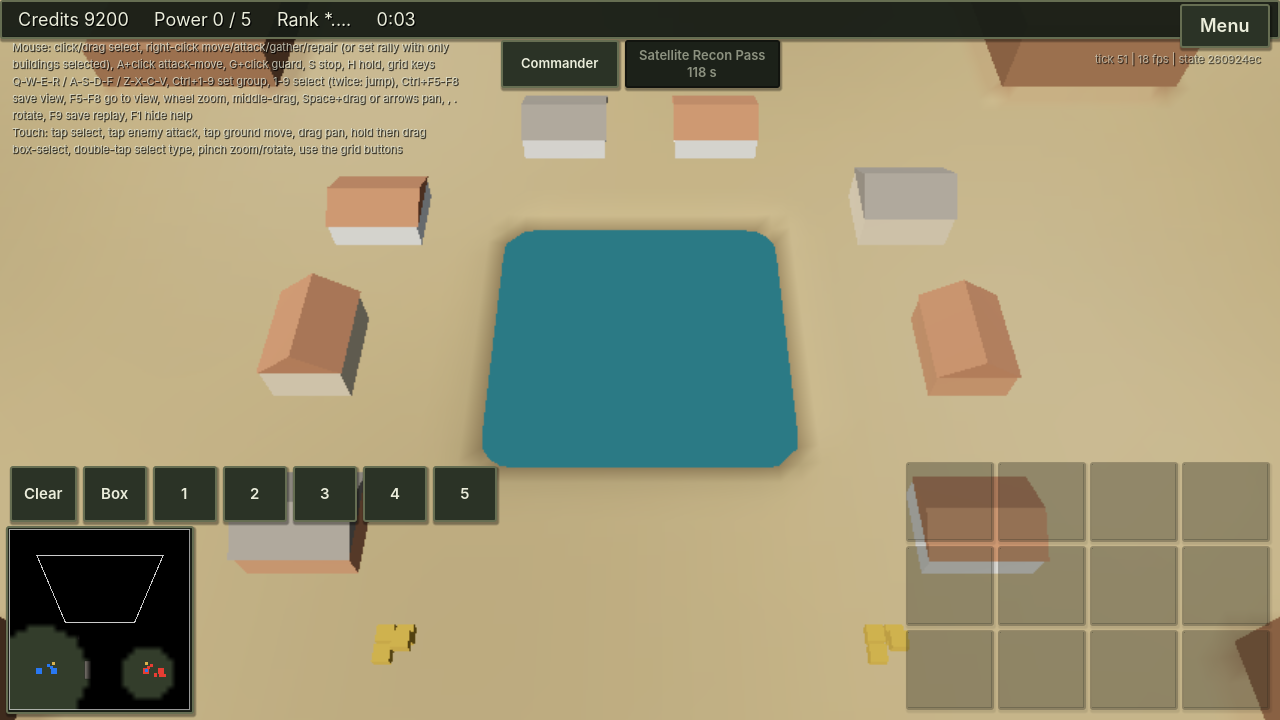 Credits 9200 Power 0 / 5 Rank *.... 0:03
Menu
Mouse: click/drag select, right-click move/attack/gather/repair (or set rally with only
buildings selected), A+click attack-move, G+click guard, S stop, H hold, grid keys
Q-W-E-R / A-S-D-F / Z-X-C-V, Ctrl+1-9 set group, 1-9 select (twice: jump), Ctrl+F5-F8
save view, F5-F8 go to view, wheel zoom, middle-drag, Space+drag or arrows pan, , .
rotate, F9 save replay, F1 hide help
Touch: tap select, tap enemy attack, tap ground move, drag pan, hold then drag
box-select, double-tap select type, pinch zoom/rotate, use the grid buttons
Commander
Satellite Recon Pass
118 s
tick 51 | 18 fps | state 260924ec
Clear Box 1 2 3 4 5